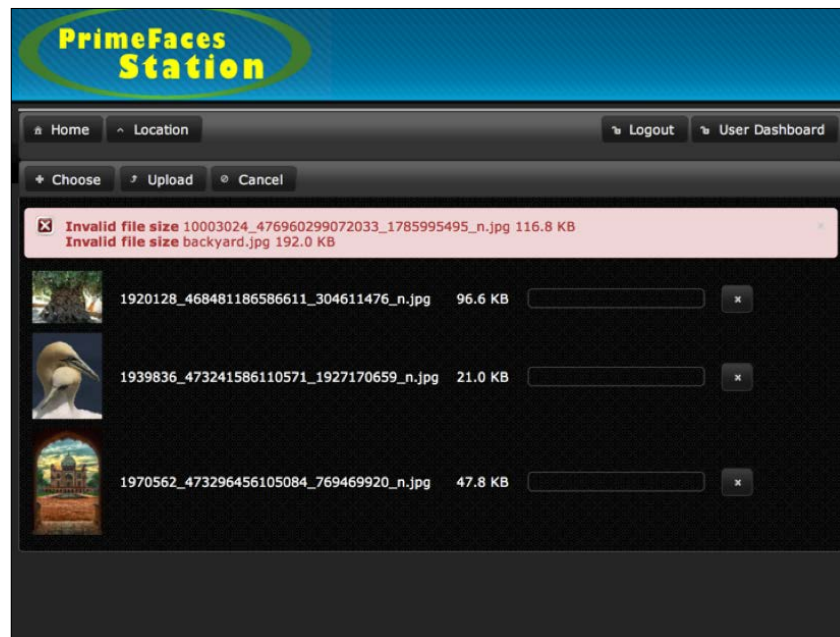 PrimeFaces
Station
Home Location Logout User Dashboard
Choose Upload Cancel
Invalid file size 10003024_476960299072033_1785995495_n.jpg 116.8 KB
Invalid file size backyard.jpg 192.0 KB
1920128_468481186586611_304611476_n.jpg 96.6 KB
1939836_473241586110571_1927170659_n.jpg 21.0 KB
1970562_473296456105084_769469920_n.jpg 47.8 KB